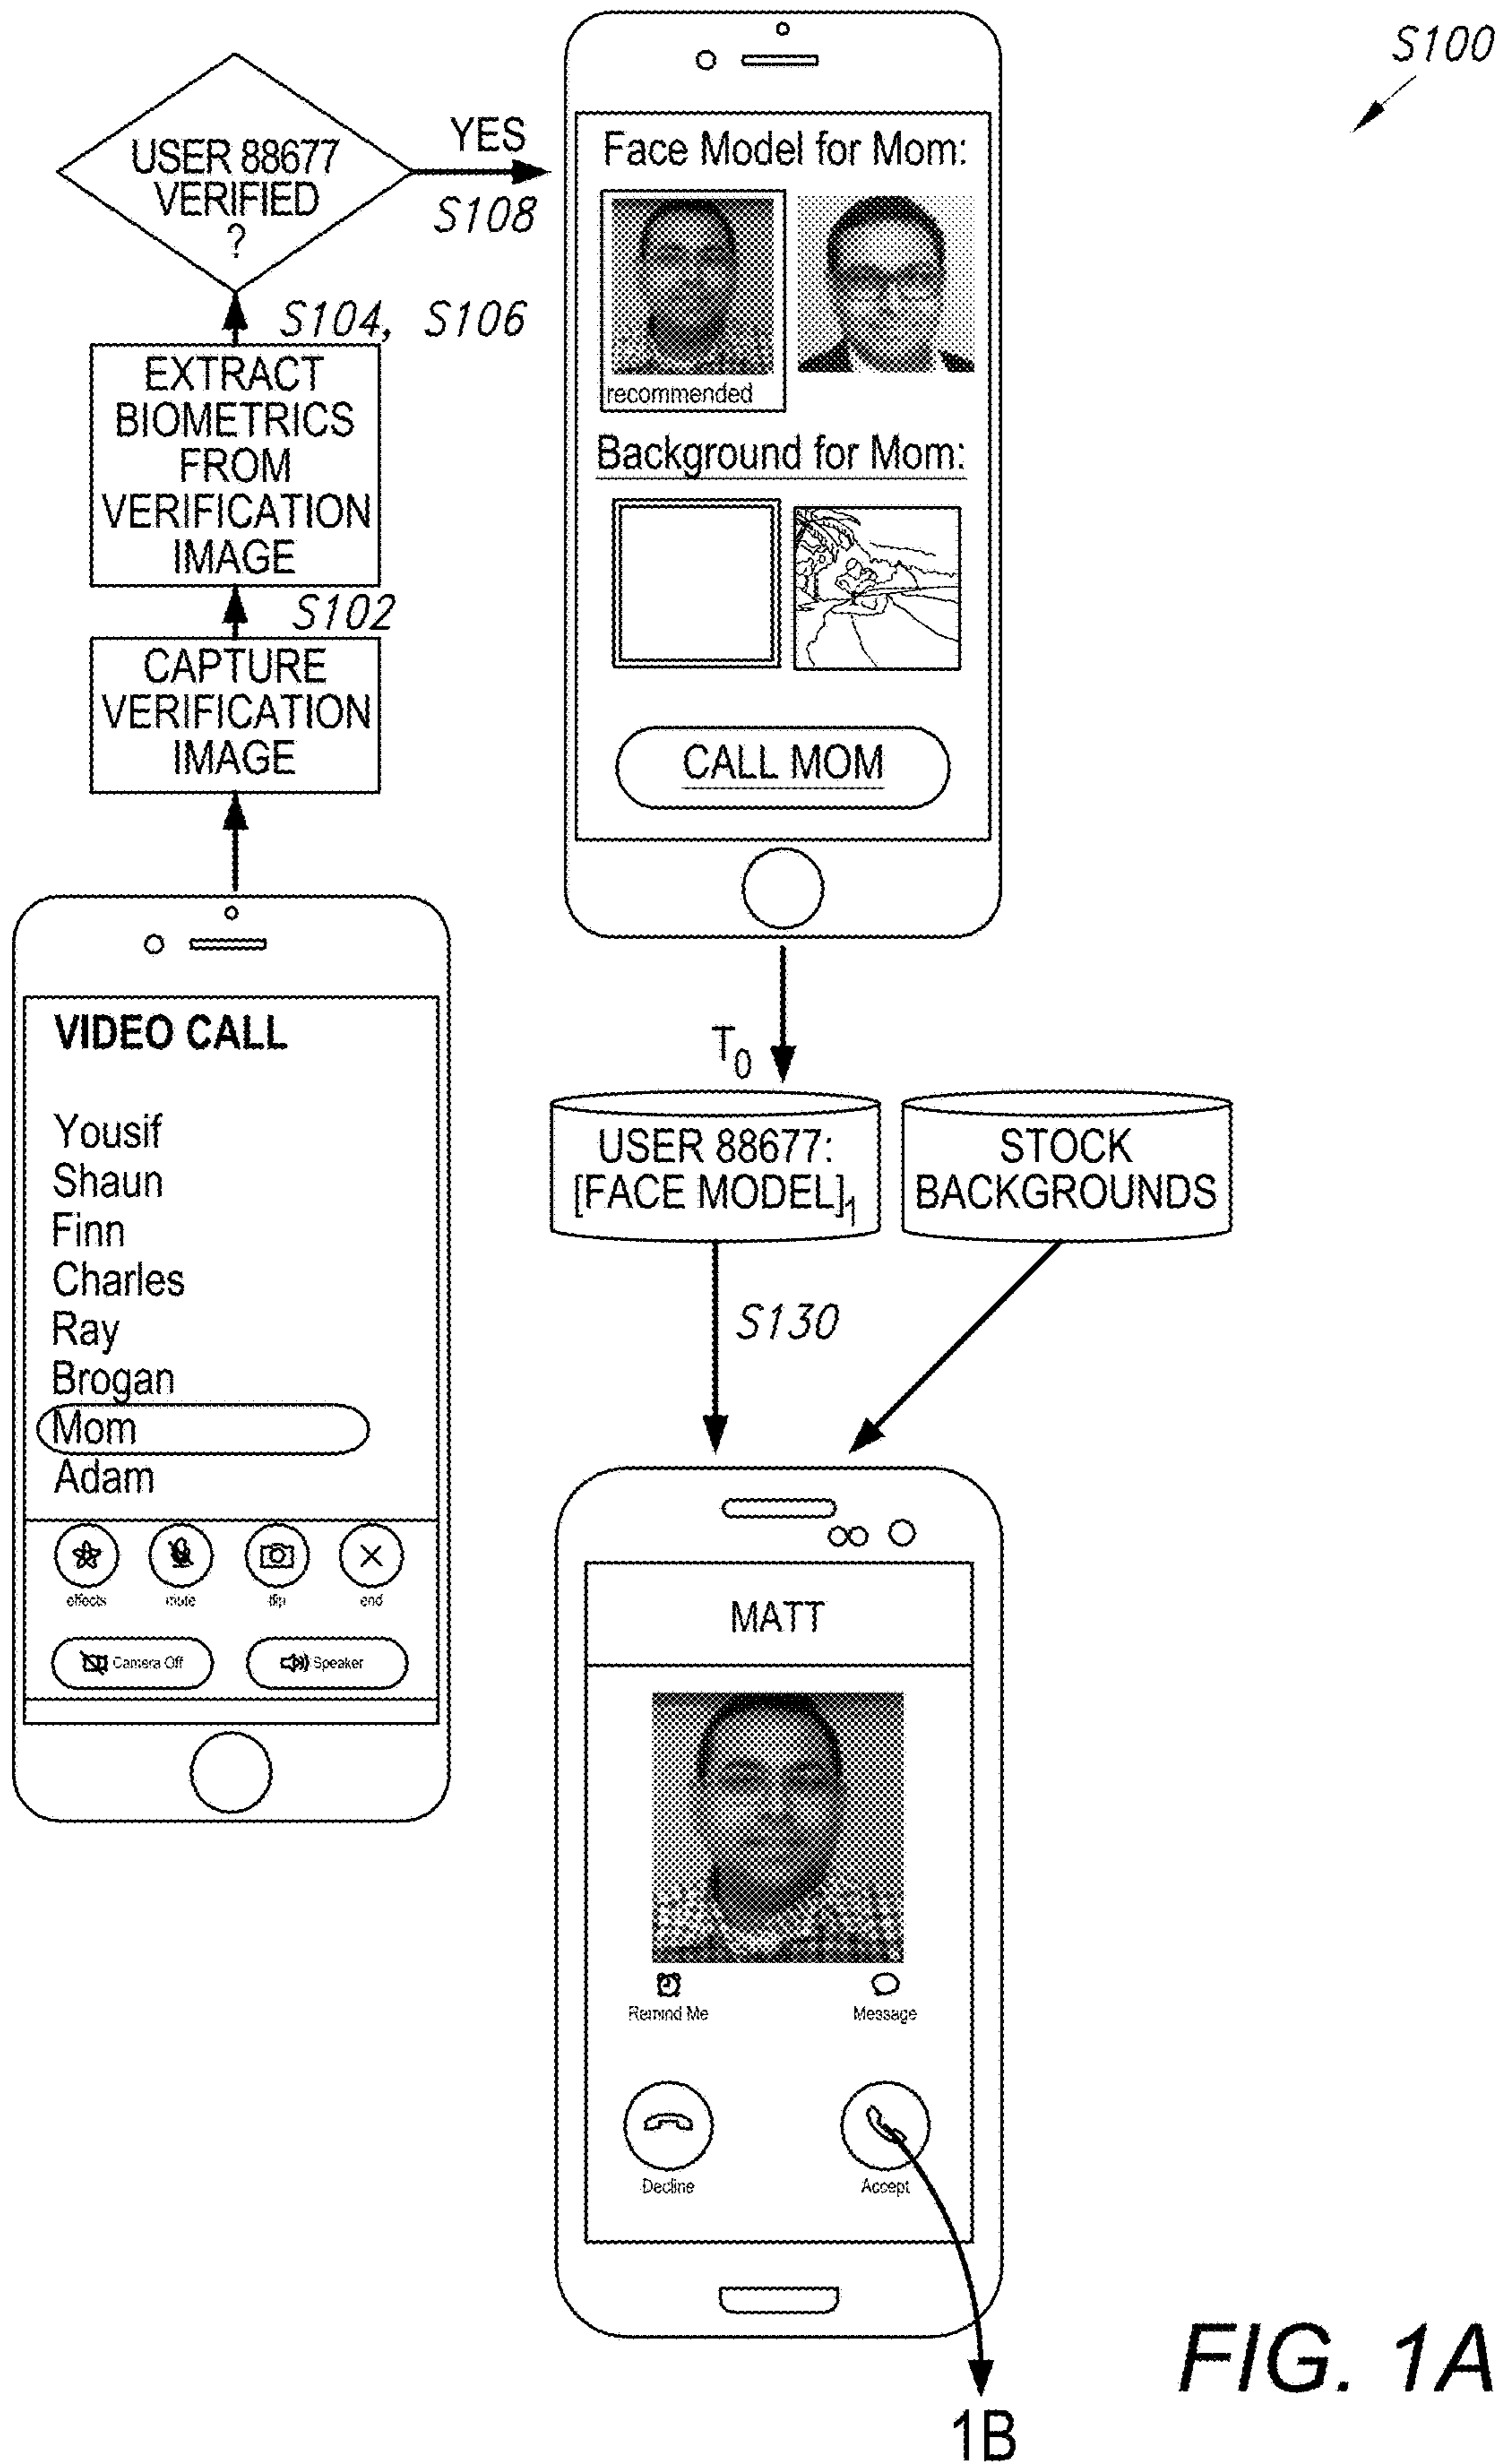 S100
USER 88677
VERIFIED
?
YES
S108
S104, S106
EXTRACT
BIOMETRICS
FROM
VERIFICATION
IMAGE
S102
CAPTURE
VERIFICATION
IMAGE
Face Model for Mom:
recommended
Background for Mom:
CALL MOM
VIDEO CALL
Yousif
Shaun
Finn
Charles
Ray
Brogan
Mom
Adam
effects mute flip end
Camera Off Speaker
T0
USER 88677:
[FACE MODEL]1
STOCK
BACKGROUNDS
S130
MATT
Remind Me Message
Decline Accept
1B
FIG. 1A